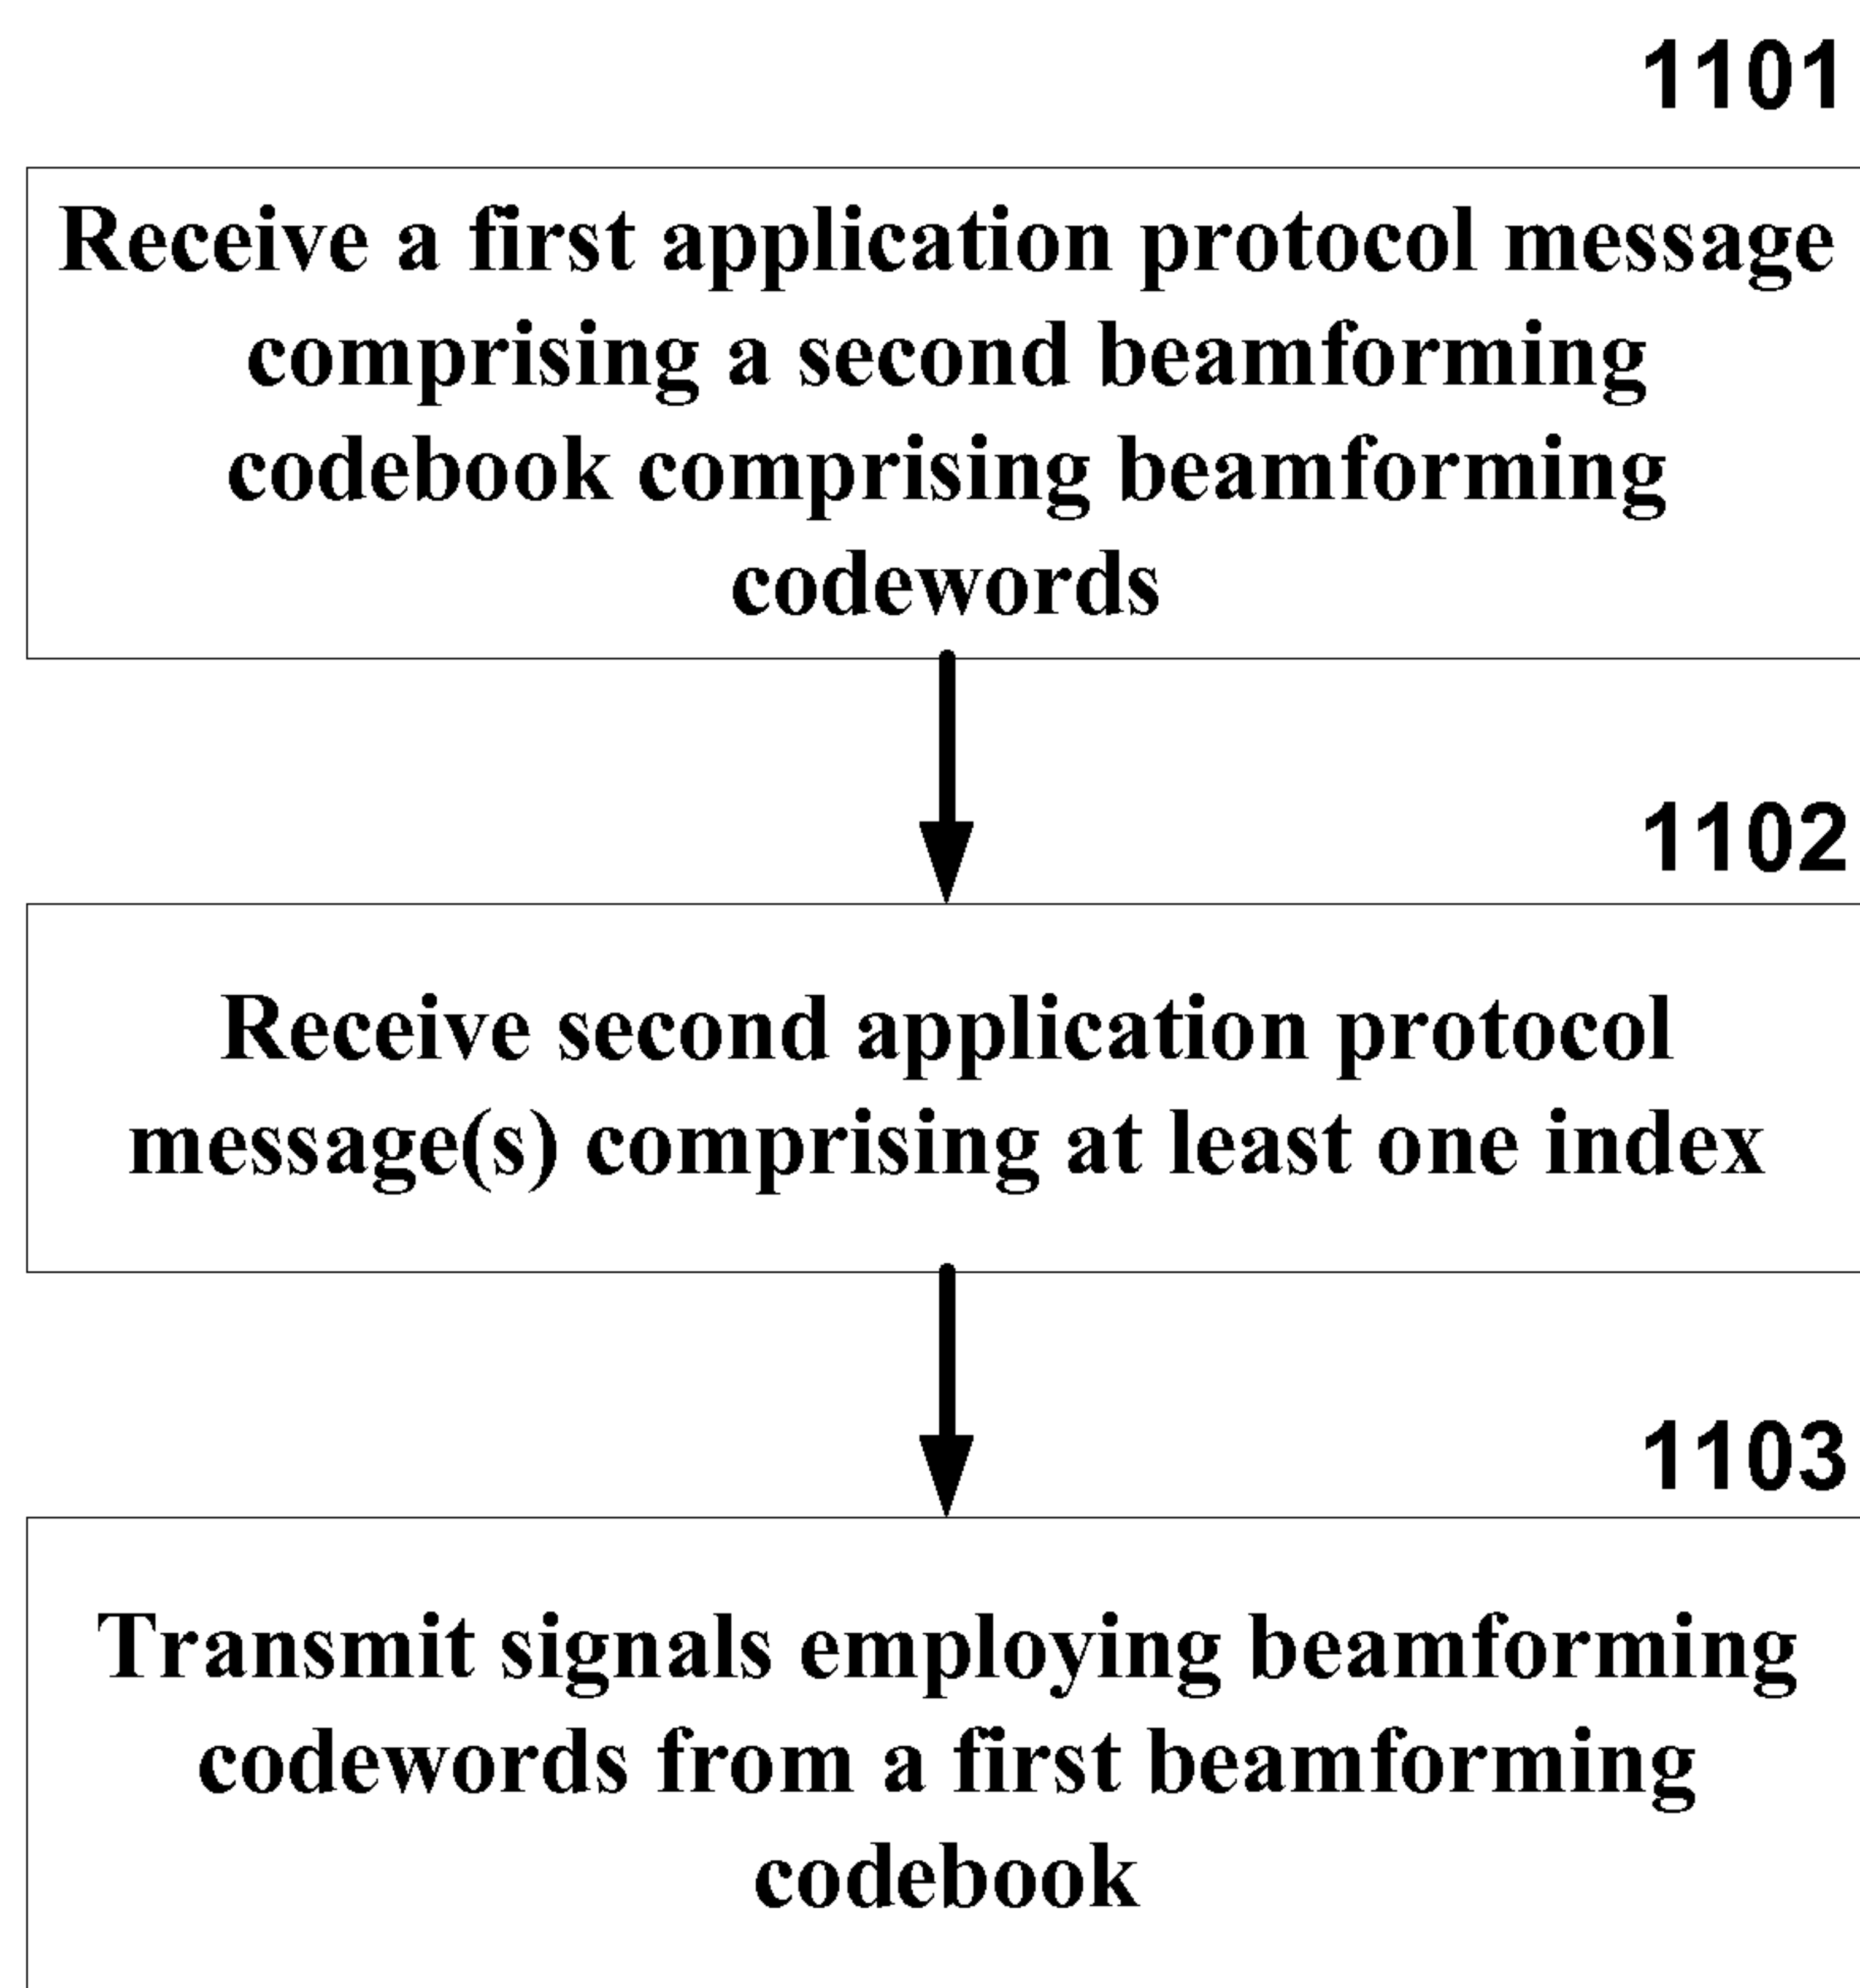 1101
Receive a first application protocol message
comprising a second beamforming
codebook comprising beamforming
codewords
1102
Receive second application protocol
message(s) comprising at least one index
1103
Transmit signals employing beamforming
codewords from a first beamforming
codebook